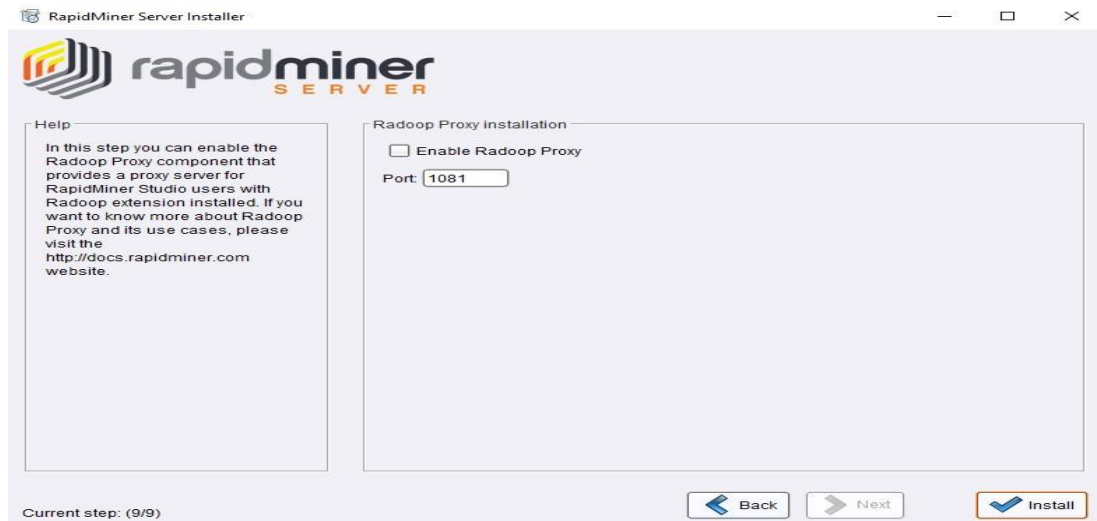 RapidMiner Server Installer
rapidminer
SERVER
Help
In this step you can enable the
Radoop Proxy component that
provides a proxy server for
RapidMiner Studio users with
Radoop extension installed. If you
want to know more about Radoop
Proxy and its use cases, please
visit the
http://docs.rapidminer.com
website.
Radoop Proxy installation
Enable Radoop Proxy
Port: 1081
Current step: (9/9)
Back
Next
Install